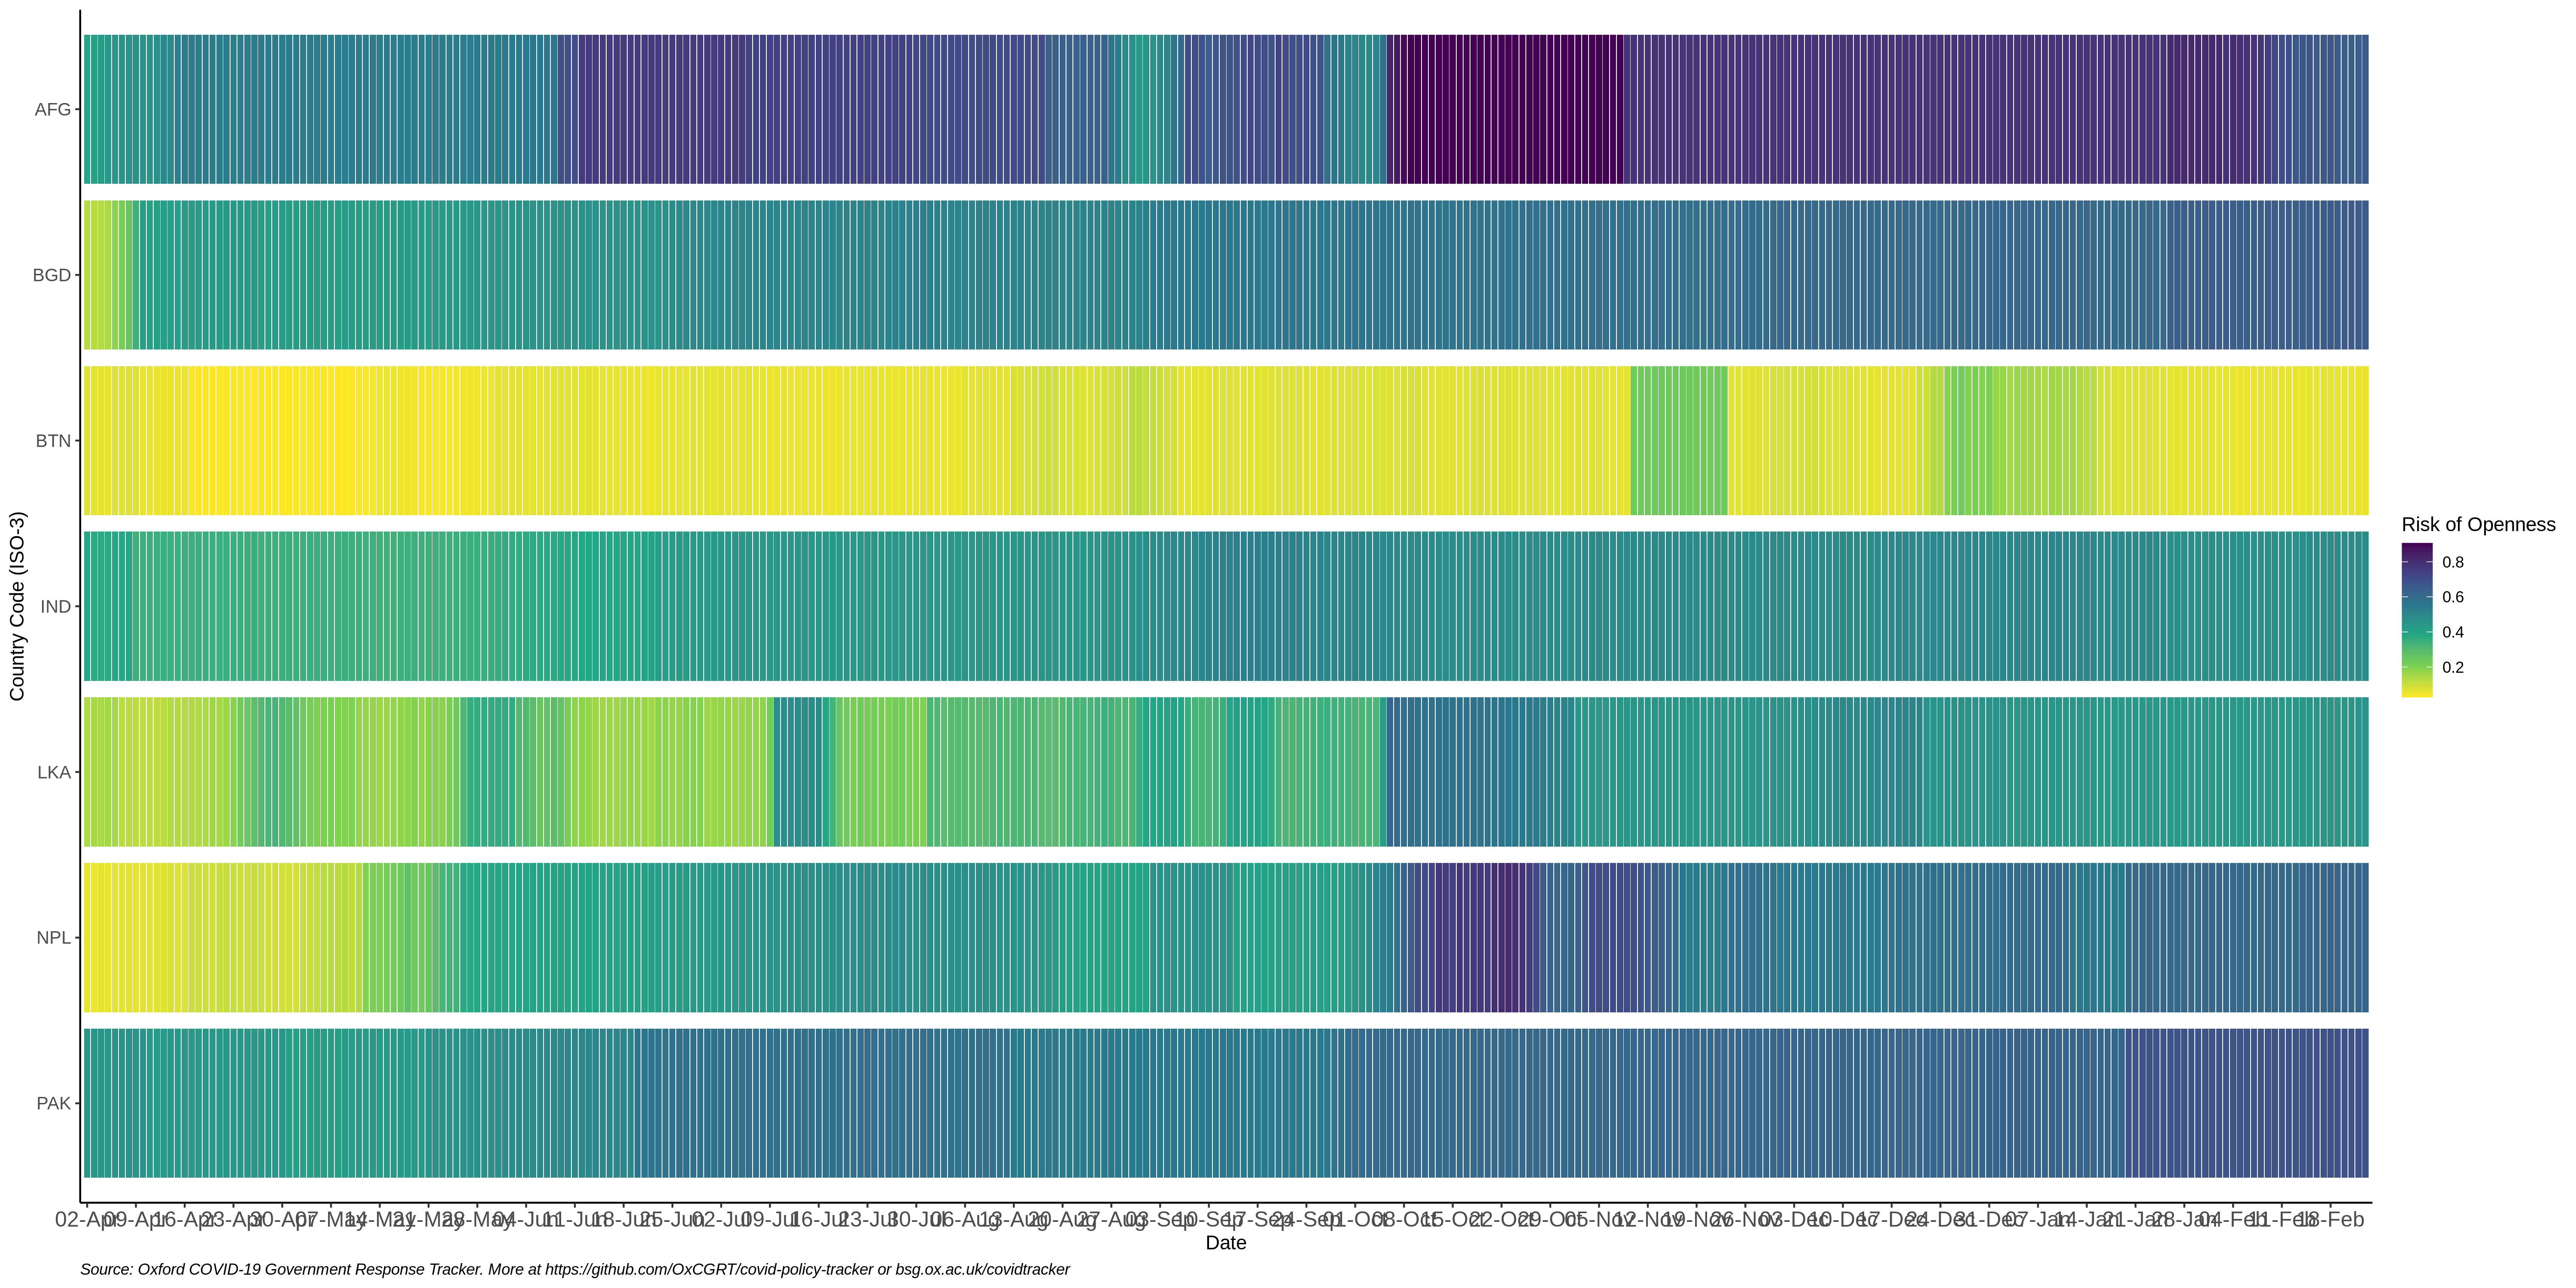 AFG
BGD
BTN
IND
LKA
NPL
PAK
Country Code (ISO-3)
Risk of Openness
0.8
0.6
0.4
0.2
02-Apr 09-Apr 16-Apr 23-Apr 30-Apr 07-May 14-May 21-May 28-May 04-Jun 11-Jun 18-Jun 25-Jun 02-Jul 09-Jul 16-Jul 23-Jul 30-Jul 06-Aug 13-Aug 20-Aug 27-Aug 03-Sep 10-Sep 17-Sep 24-Sep 01-Oct 08-Oct 15-Oct 22-Oct 29-Oct 05-Nov 12-Nov 19-Nov 26-Nov 03-Dec 10-Dec 17-Dec 24-Dec 31-Dec 07-Jan 14-Jan 21-Jan 28-Jan 04-Feb 11-Feb 18-Feb
Date
Source: Oxford COVID-19 Government Response Tracker. More at https://github.com/OxCGRT/covid-policy-tracker or bsg.ox.ac.uk/covidtracker